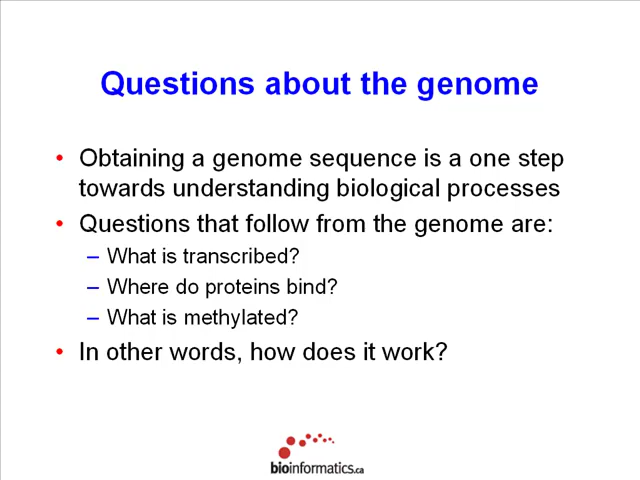 Questions about the genome
• Obtaining a genome sequence is a one step
towards understanding biological processes
• Questions that follow from the genome are:
– What is transcribed?
– Where do proteins bind?
– What is methylated?
• In other words, how does it work?
bioinformatics.ca